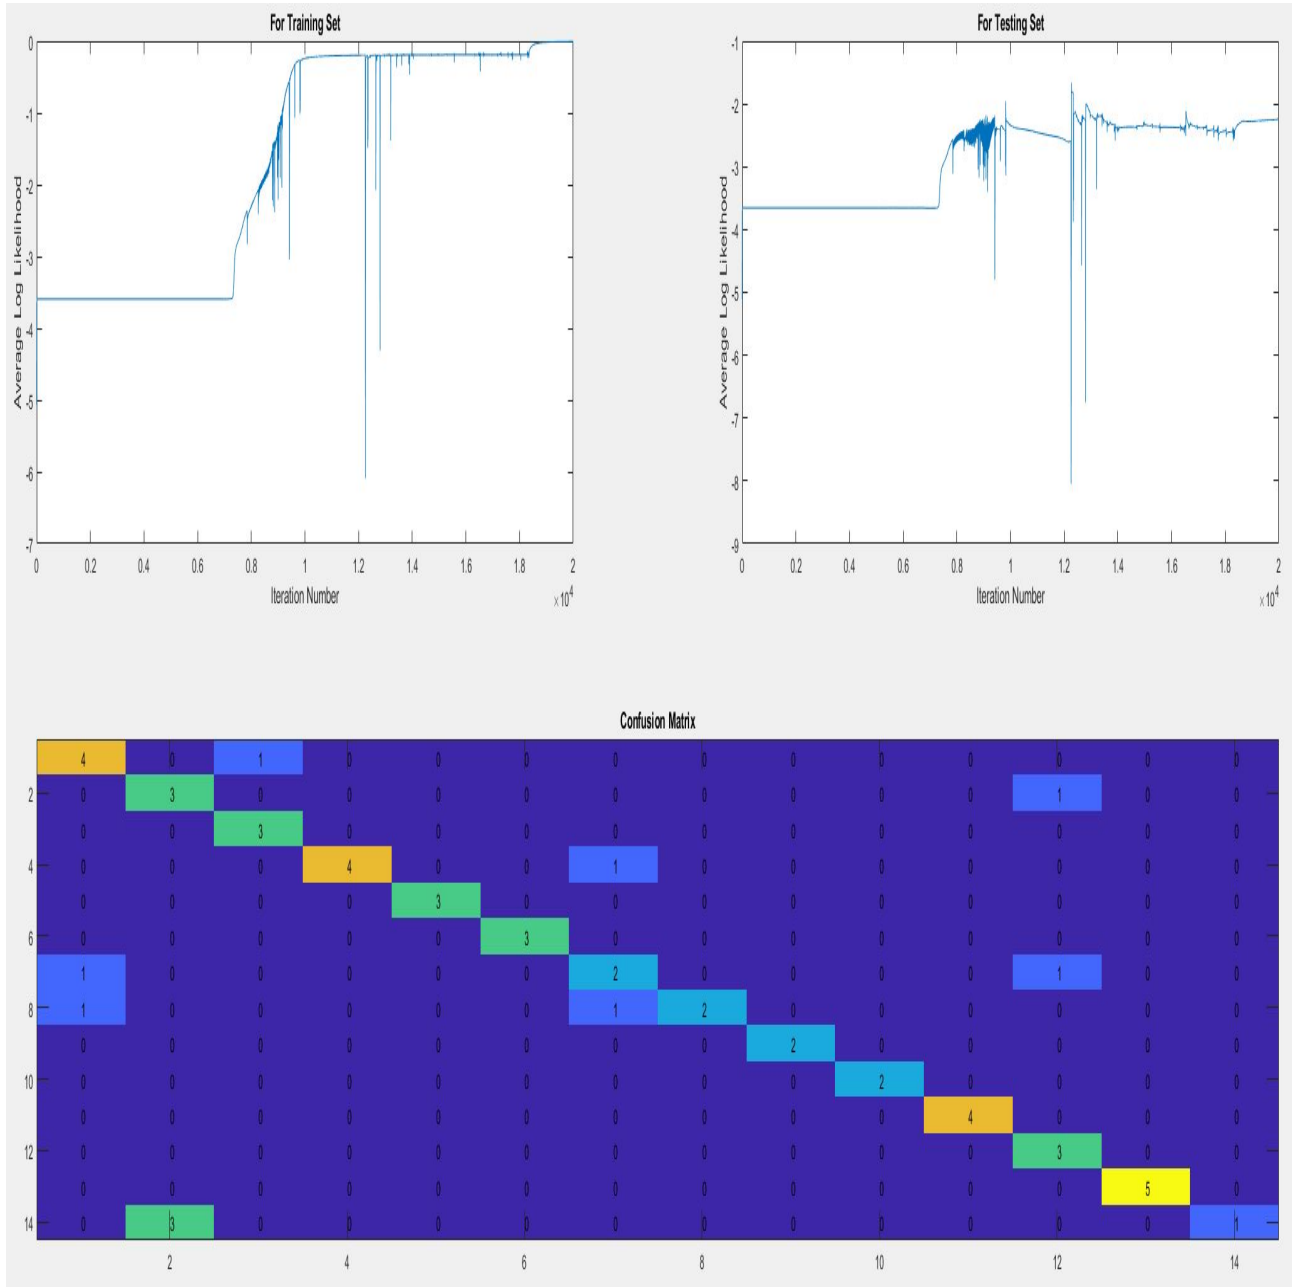 For Training Set
0
-1
-2
-3
-4
-5
-6
-7
Average Log Likelihood
0 0.2 0.4 0.6 0.8 1 1.2 1.4 1.6 1.8 2
Iteration Number
×10^4
For Testing Set
-1
-2
-3
-4
-5
-6
-7
-8
-9
Average Log Likelihood
0 0.2 0.4 0.6 0.8 1 1.2 1.4 1.6 1.8 2
Iteration Number
×10^4
Confusion Matrix
4 0 1 0 0 0 0 0 0 0 0 0 0 0
2 0 3 0 0 0 0 0 0 0 0 0 1 0 0
0 0 3 0 0 0 0 0 0 0 0 0 0 0
4 0 0 0 4 0 0 1 0 0 0 0 0 0 0
0 0 0 0 3 0 0 0 0 0 0 0 0 0
6 0 0 0 0 0 3 0 0 0 0 0 0 0 0
1 0 0 0 0 0 2 0 0 0 0 1 0 0
8 1 0 0 0 0 0 1 2 0 0 0 0 0 0
0 0 0 0 0 0 0 0 2 0 0 0 0 0
10 0 0 0 0 0 0 0 0 0 2 0 0 0 0
0 0 0 0 0 0 0 0 0 0 4 0 0 0
12 0 0 0 0 0 0 0 0 0 0 0 3 0 0
0 0 0 0 0 0 0 0 0 0 0 0 5 0
14 0 3 0 0 0 0 0 0 0 0 0 0 0 1
2 4 6 8 10 12 14